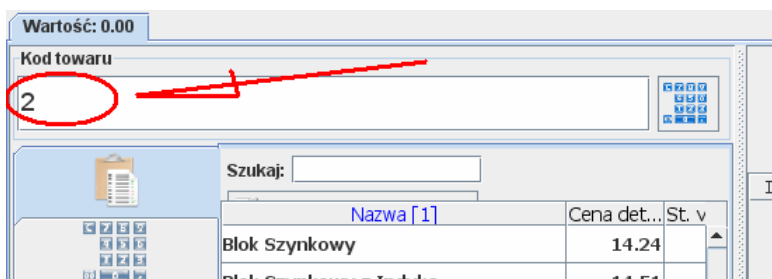 Wartość: 0.00
Kod towaru
2
Szukaj:
Nazwa [1]
Cena det...
St. v
Blok Szynkowy
14.24